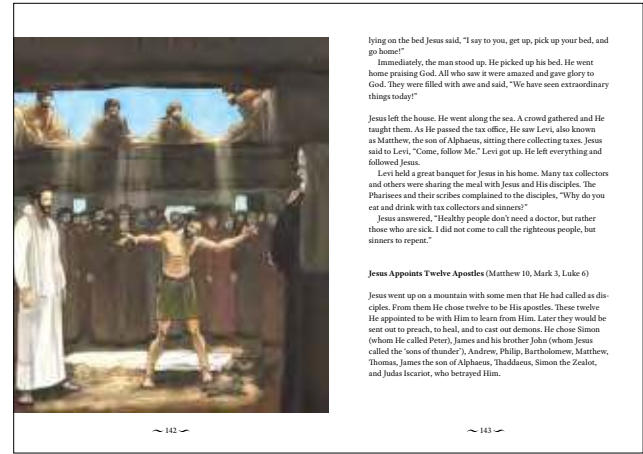 lying on the bed Jesus said, “I say to you, get up, pick up your bed, and
go home!”
Immediately, the man stood up. He picked up his bed. He went
home praising God. All who saw it were amazed and gave glory to
God. They were filled with awe and said, “We have seen extraordinary
things today!”
Jesus left the house. He went along the sea. A crowd gathered and He
taught them. As He passed the tax office, He saw Levi, also known
as Matthew, the son of Alphaeus, sitting there collecting taxes. Jesus
said to Levi, “Come, follow Me.” Levi got up. He left everything and
followed Jesus.
Levi held a great banquet for Jesus in his home. Many tax collectors
and others were sharing the meal with Jesus and His disciples. The
Pharisees and their scribes complained to the disciples, “Why do you
eat and drink with tax collectors and sinners?”
Jesus answered, “Healthy people don’t need a doctor, but rather
those who are sick. I did not come to call the righteous people, but
sinners to repent.”
Jesus Appoints Twelve Apostles (Matthew 10, Mark 3, Luke 6)
Jesus went up on a mountain with some men that He had called as dis-
ciples. From them He chose twelve to be His apostles. These twelve
He appointed to be with Him to learn from Him. Later they would be
sent out to preach, to heal, and to cast out demons. He chose Simon
(whom He called Peter), James and his brother John (whom Jesus
called the ‘sons of thunder’), Andrew, Philip, Bartholomew, Matthew,
Thomas, James the son of Alphaeus, Thaddaeus, Simon the Zealot,
and Judas Iscariot, who betrayed Him.
142
143